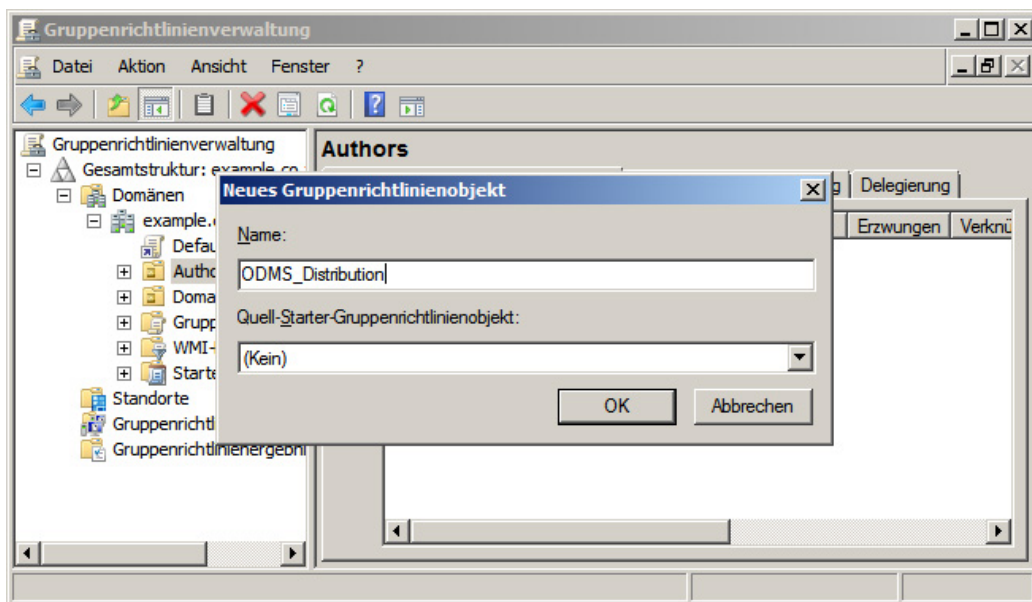 Gruppenrichtlinienverwaltung
Datei Aktion Ansicht Fenster ?
Gruppenrichtlinienverwaltung
Gesamtstruktur: example.co
Domänen
example.
Defau
Autho
Doma
Grupp
WMI-
Starte
Standorte
Gruppenrichtl
Gruppenrichtlinienergebni
Authors
Delegierung
Erzwungen Verknü
Neues Gruppenrichtlinienobjekt
Name:
ODMS_Distribution
Quell-Starter-Gruppenrichtlinienobjekt:
(Kein)
OK Abbrechen